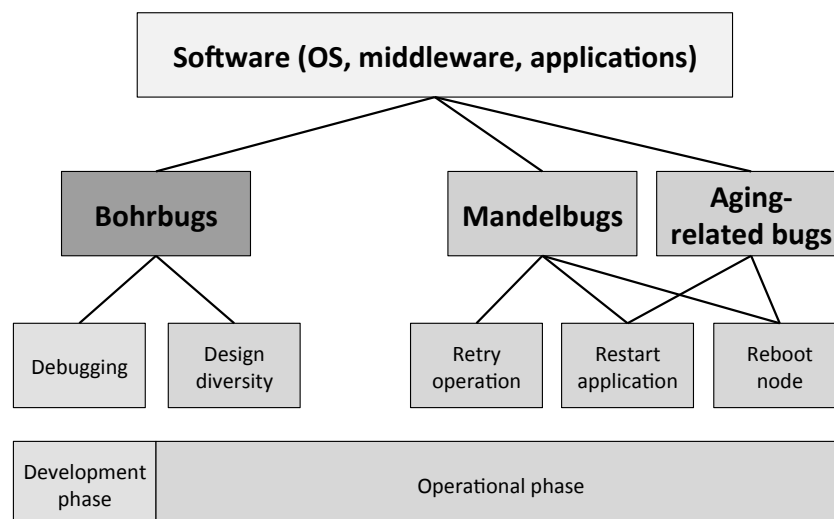 Software (OS, middleware, applications)
Bohrbugs
Mandelbugs
Aging-
related bugs
Debugging
Design
diversity
Retry
operation
Restart
application
Reboot
node
Development
phase
Operational phase